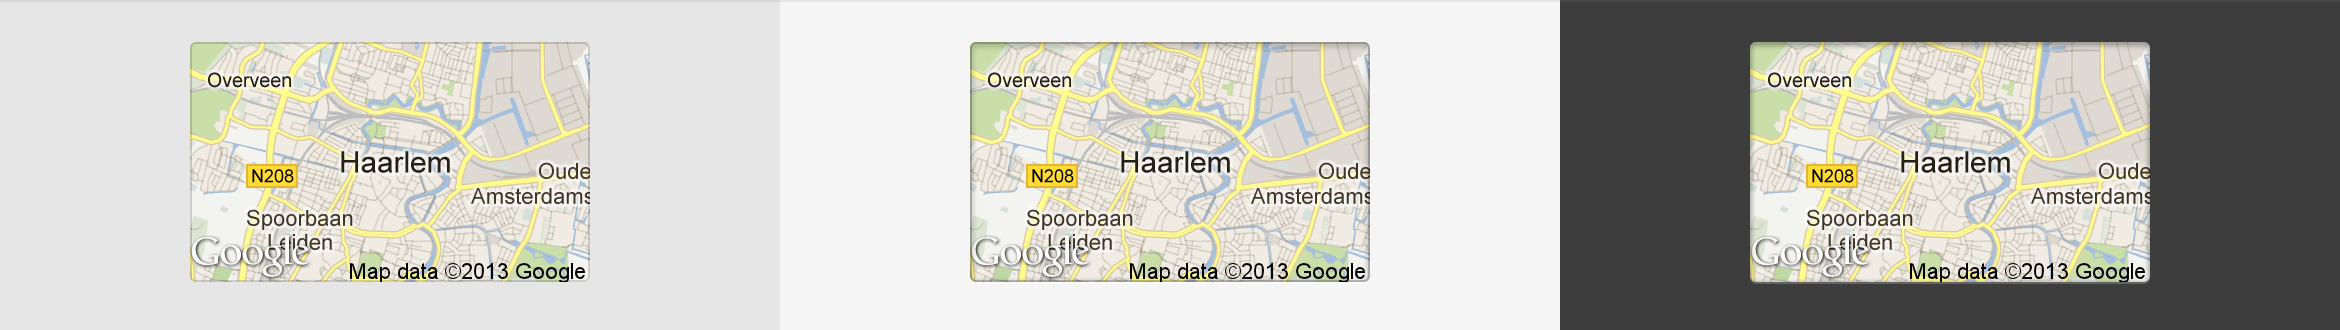 Overveen
Haarlem
N208
Oude
Amsterdams
Spoorbaan
Leiden
Google
Map data ©2013 Google
Overveen
Haarlem
N208
Oude
Amsterdams
Spoorbaan
Leiden
Google
Map data ©2013 Google
Overveen
Haarlem
N208
Oude
Amsterdams
Spoorbaan
Leiden
Google
Map data ©2013 Google